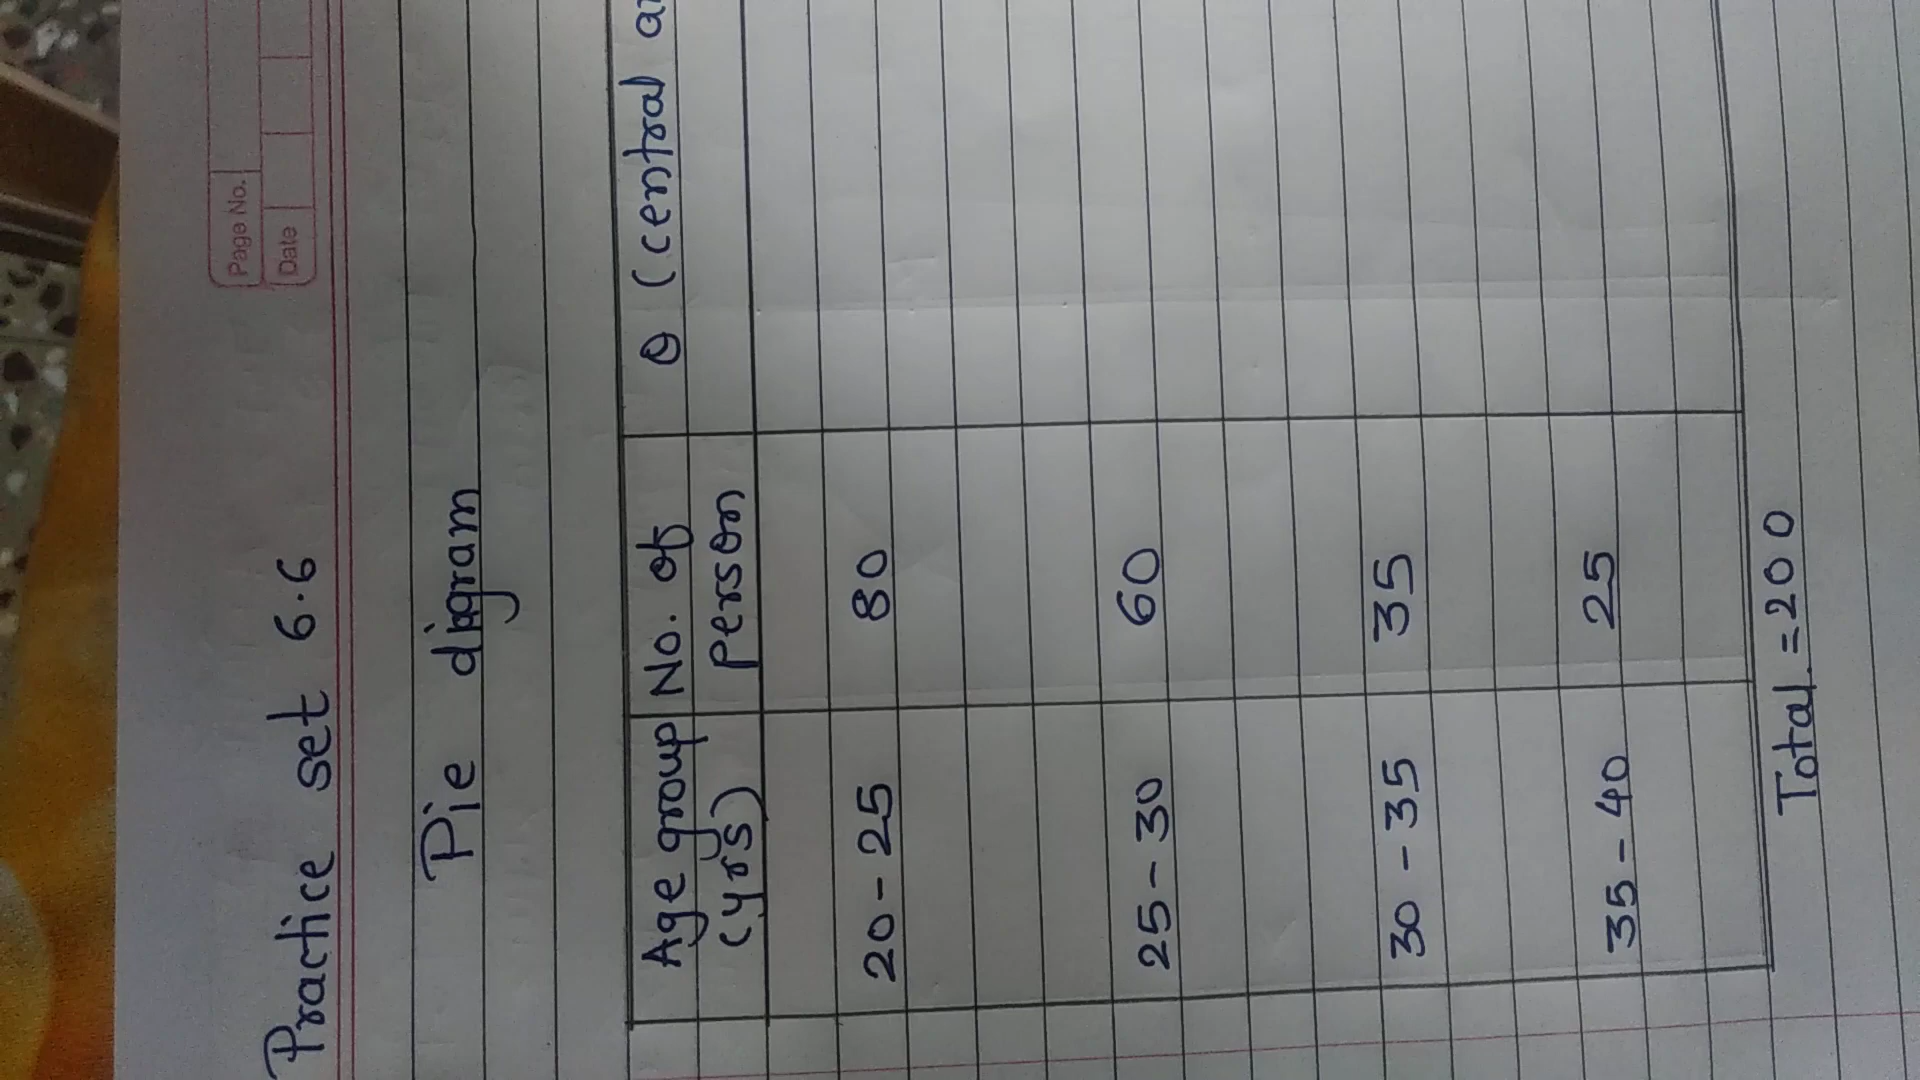 Page No.
Date
Practice set 6.6
Pie diagram
Age group No. of θ (central
(yrs) person
20-25 80
25-30 60
30-35 35
35-40 25
Total = 200